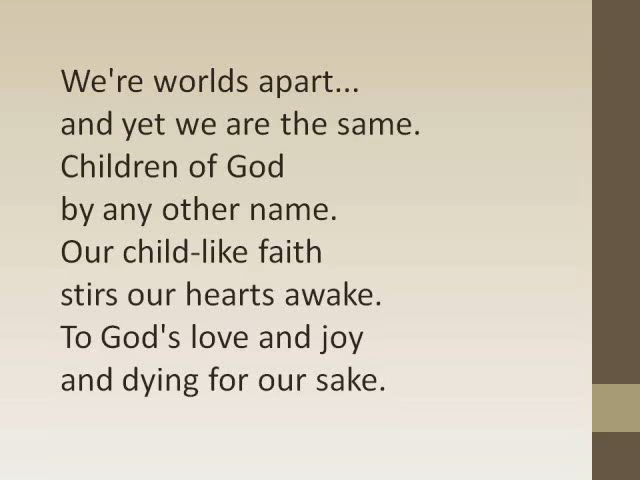 We're worlds apart...
and yet we are the same.
Children of God
by any other name.
Our child-like faith
stirs our hearts awake.
To God's love and joy
and dying for our sake.